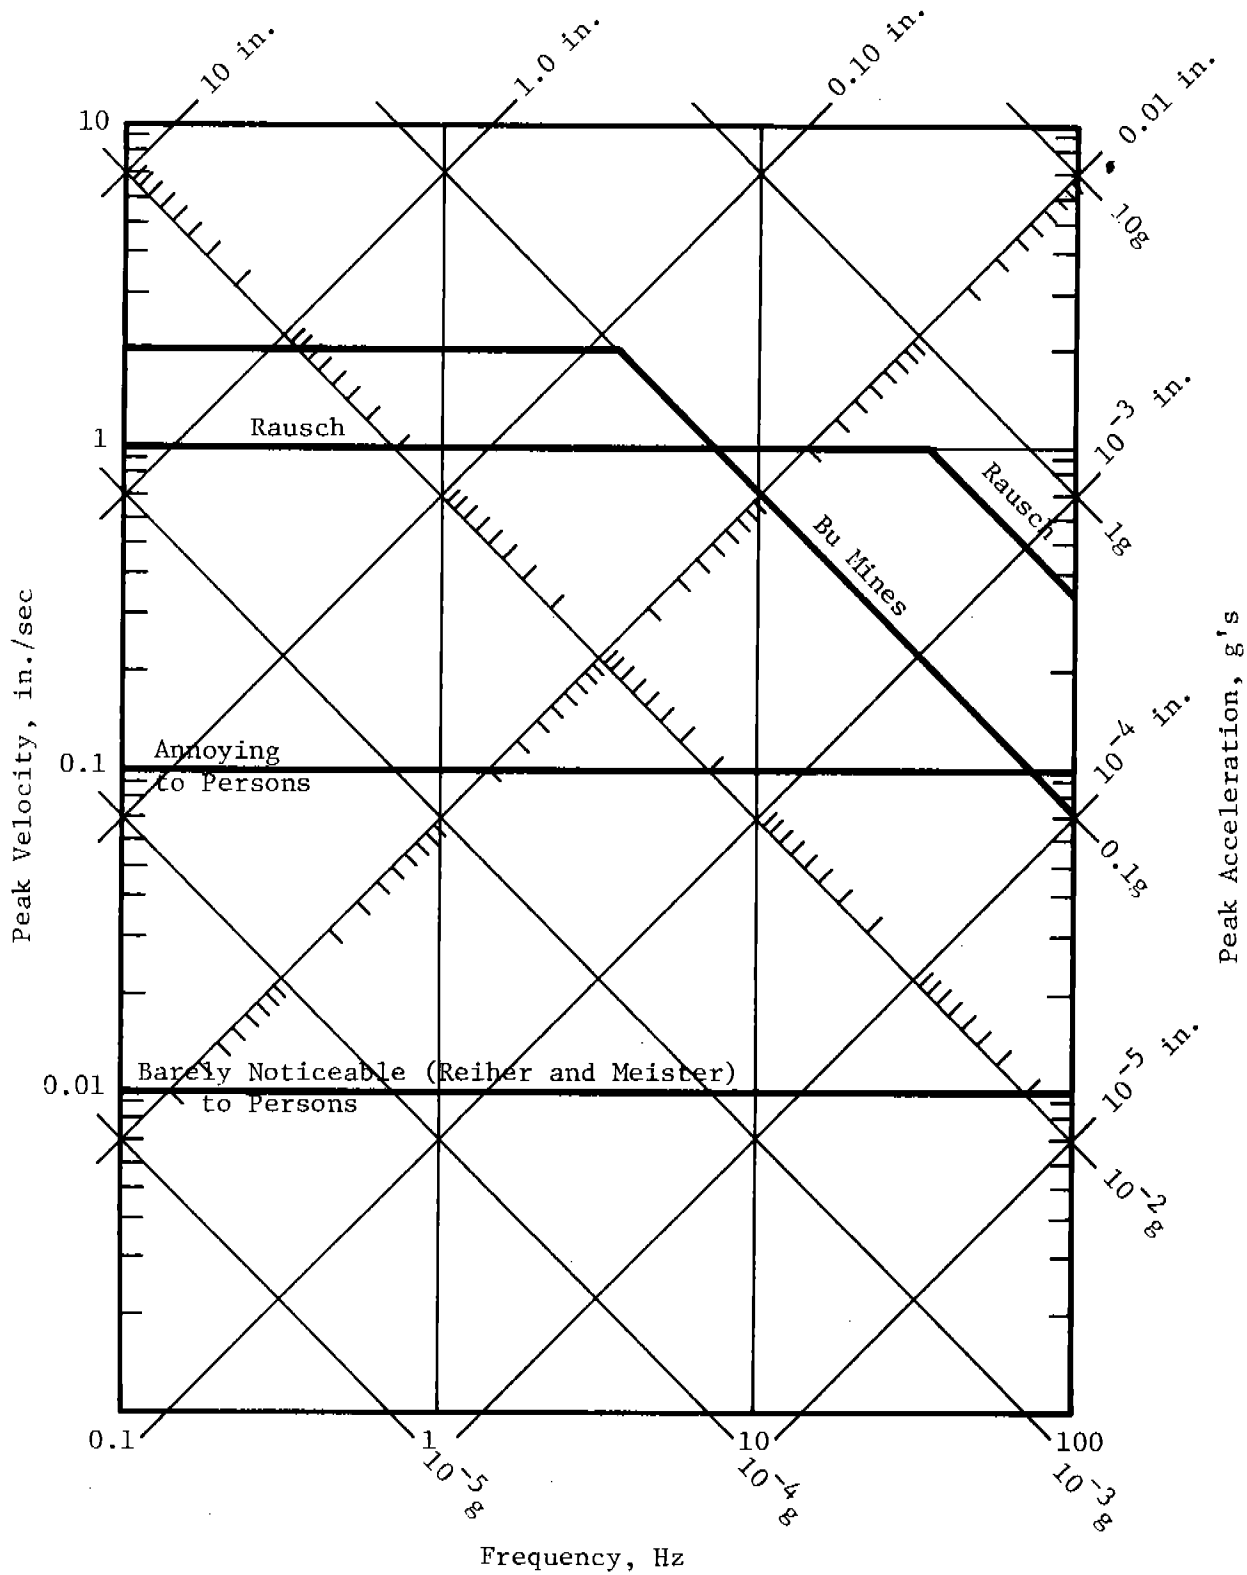 10 in.
1.0 in.
0.10 in.
0.01 in.
10
10g
10⁻³ in.
Rausch
1
Rausch
1g
Bu Mines
Peak Velocity, in./sec
Peak Acceleration, g's
10⁻⁴ in.
Annoying
0.1
to Persons
0.1g
10⁻⁵ in.
Barely Noticeable (Reiher and Meister)
0.01
to Persons
10⁻²g
0.1
1
10
100
10⁻⁵g
10⁻⁴g
10⁻³g
Frequency, Hz